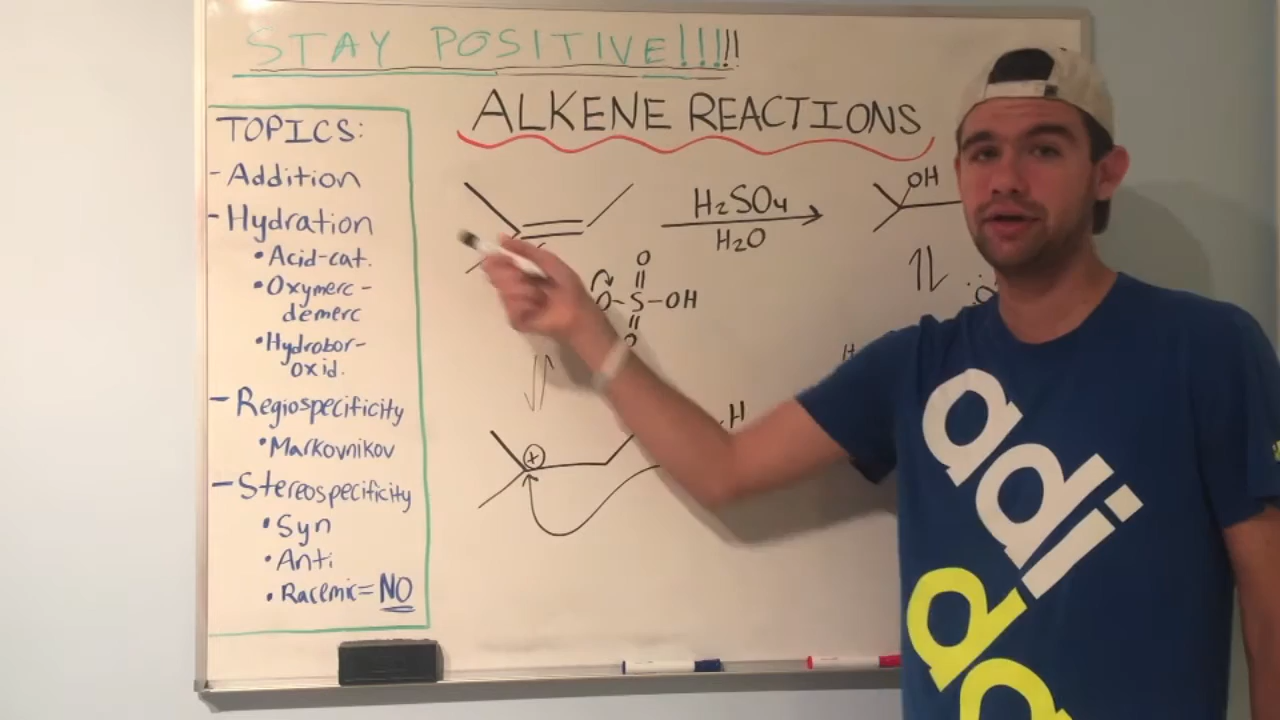 STAY POSITIVE!!!!!
ALKENE REACTIONS
TOPICS:
- Addition
- Hydration
• Acid-cat.
• Oxymerc-
demerc
• Hydrobor-
oxid.
- Regiospecificity
• Markovnikov
- Stereospecificity
• Syn
• Anti
• Racemic = NO
H₂SO₄
H₂O
OH
O
O-S-OH
O
H
H
+
adi